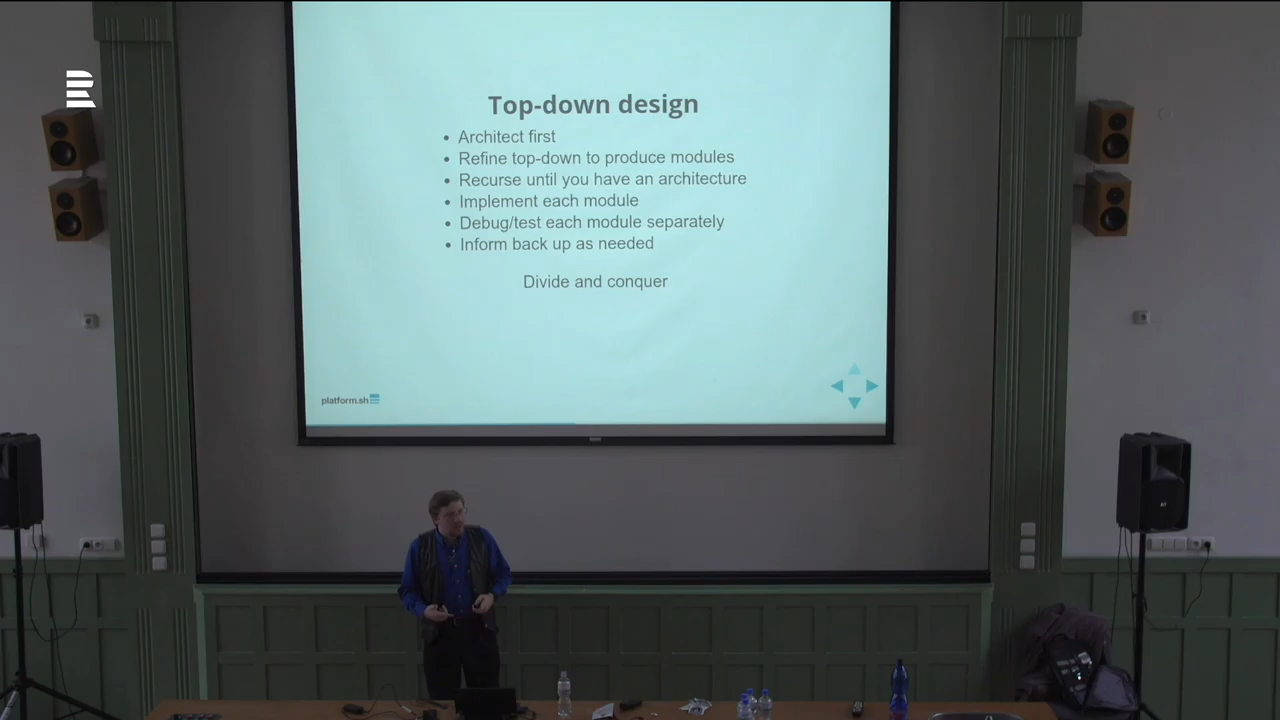 Top-down design
• Architect first
• Refine top-down to produce modules
• Recurse until you have an architecture
• Implement each module
• Debug/test each module separately
• Inform back up as needed
Divide and conquer
platform.sh